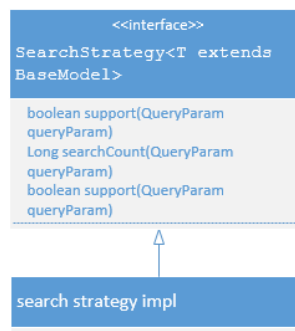 <<interface>>
SearchStrategy<T extends
BaseModel>
boolean support(QueryParam
queryParam)
Long searchCount(QueryParam
queryParam)
boolean support(QueryParam
queryParam)
search strategy impl